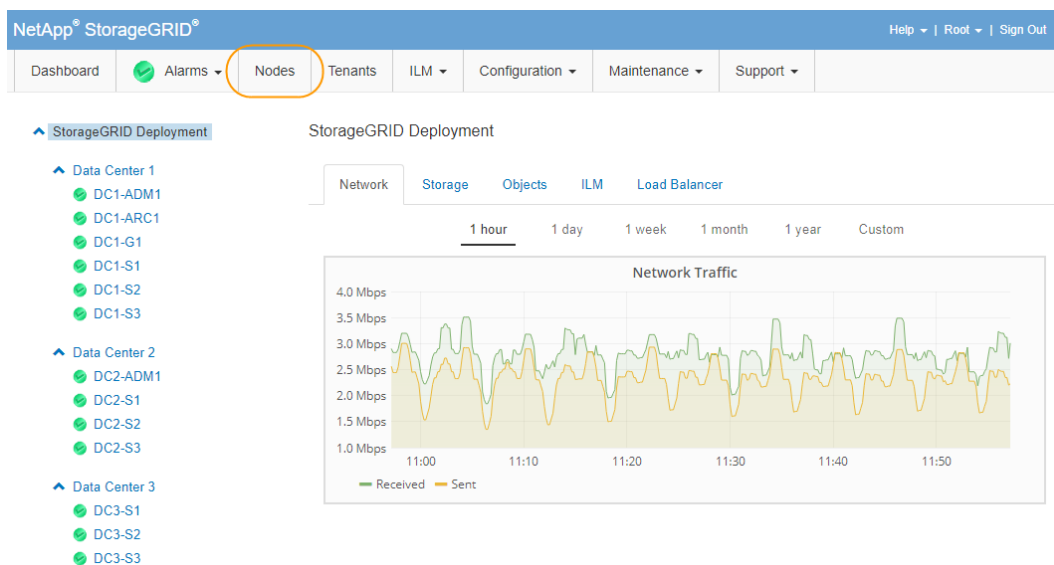 NetApp® StorageGRID®
Help | Root | Sign Out
Dashboard Alarms Nodes Tenants ILM Configuration Maintenance Support
StorageGRID Deployment
Data Center 1
DC1-ADM1
DC1-ARC1
DC1-G1
DC1-S1
DC1-S2
DC1-S3
Data Center 2
DC2-ADM1
DC2-S1
DC2-S2
DC2-S3
Data Center 3
DC3-S1
DC3-S2
DC3-S3
StorageGRID Deployment
Network Storage Objects ILM Load Balancer
1 hour 1 day 1 week 1 month 1 year Custom
Network Traffic
4.0 Mbps
3.5 Mbps
3.0 Mbps
2.5 Mbps
2.0 Mbps
1.5 Mbps
1.0 Mbps
11:00 11:10 11:20 11:30 11:40 11:50
Received Sent